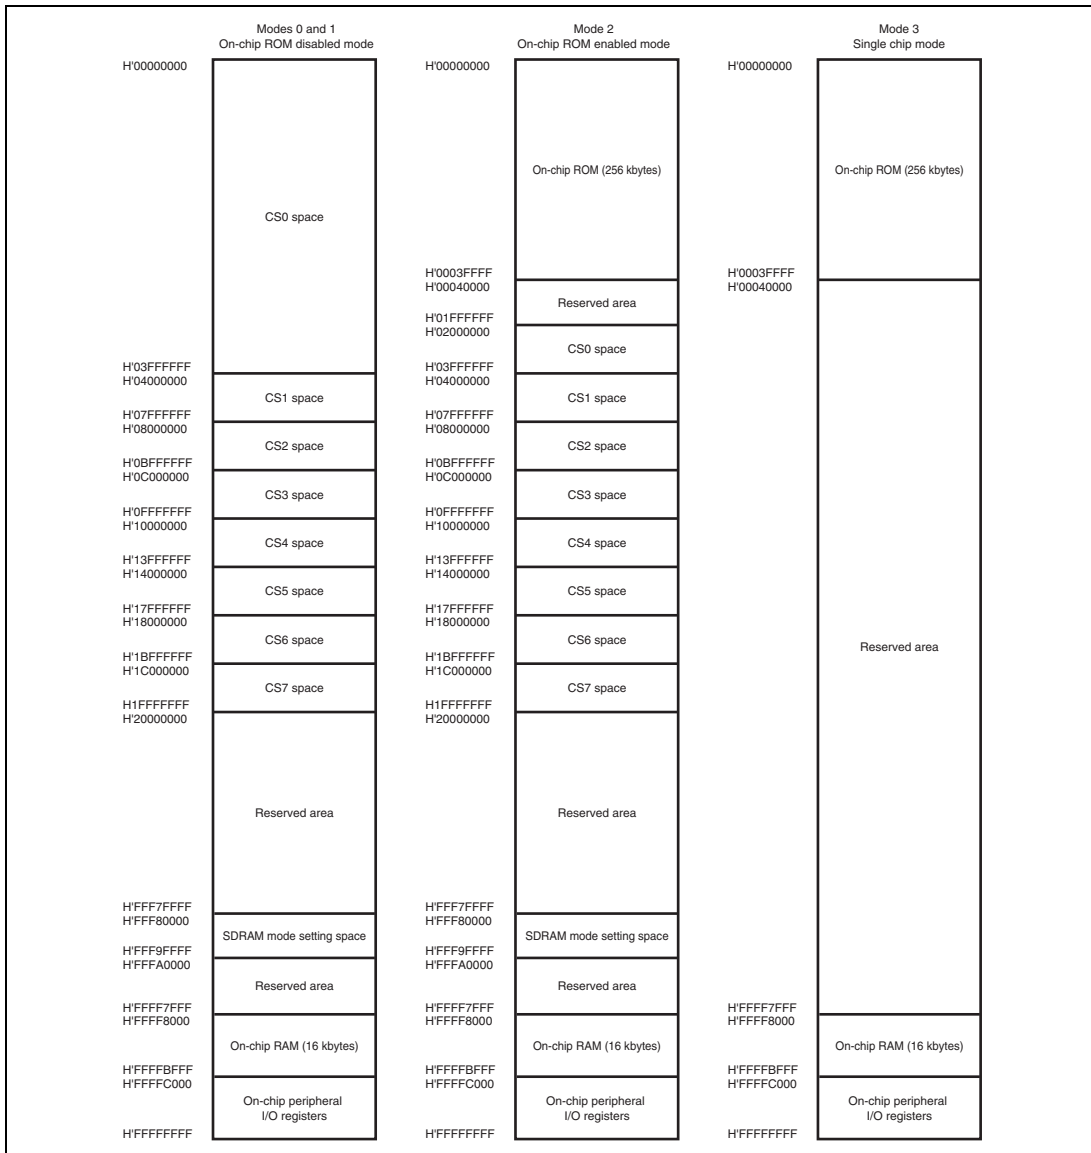 Modes 0 and 1
On-chip ROM disabled mode
H'00000000
CS0 space
H'03FFFFFF
H'04000000
CS1 space
H'07FFFFFF
H'08000000
CS2 space
H'0BFFFFFF
H'0C000000
CS3 space
H'0FFFFFFF
H'10000000
CS4 space
H'13FFFFFF
H'14000000
CS5 space
H'17FFFFFF
H'18000000
CS6 space
H'1BFFFFFF
H'1C000000
CS7 space
H1FFFFFFF
H'20000000
Reserved area
H'FFF7FFFF
H'FFF80000
SDRAM mode setting space
H'FFF9FFFF
H'FFFA0000
Reserved area
H'FFFF7FFF
H'FFFF8000
On-chip RAM (16 kbytes)
H'FFFFBFFF
H'FFFFC000
On-chip peripheral
I/O registers
H'FFFFFFFF
Mode 2
On-chip ROM enabled mode
H'00000000
On-chip ROM (256 kbytes)
H'0003FFFF
H'00040000
Reserved area
H'01FFFFFF
H'02000000
CS0 space
H'03FFFFFF
H'04000000
CS1 space
H'07FFFFFF
H'08000000
CS2 space
H'0BFFFFFF
H'0C000000
CS3 space
H'0FFFFFFF
H'10000000
CS4 space
H'13FFFFFF
H'14000000
CS5 space
H'17FFFFFF
H'18000000
CS6 space
H'1BFFFFFF
H'1C000000
CS7 space
H1FFFFFFF
H'20000000
Reserved area
H'FFF7FFFF
H'FFF80000
SDRAM mode setting space
H'FFF9FFFF
H'FFFA0000
Reserved area
H'FFFF7FFF
H'FFFF8000
On-chip RAM (16 kbytes)
H'FFFFBFFF
H'FFFFC000
On-chip peripheral
I/O registers
H'FFFFFFFF
Mode 3
Single chip mode
H'00000000
On-chip ROM (256 kbytes)
H'0003FFFF
H'00040000
Reserved area
H'FFFF7FFF
H'FFFF8000
On-chip RAM (16 kbytes)
H'FFFFBFFF
H'FFFFC000
On-chip peripheral
I/O registers
H'FFFFFFFF